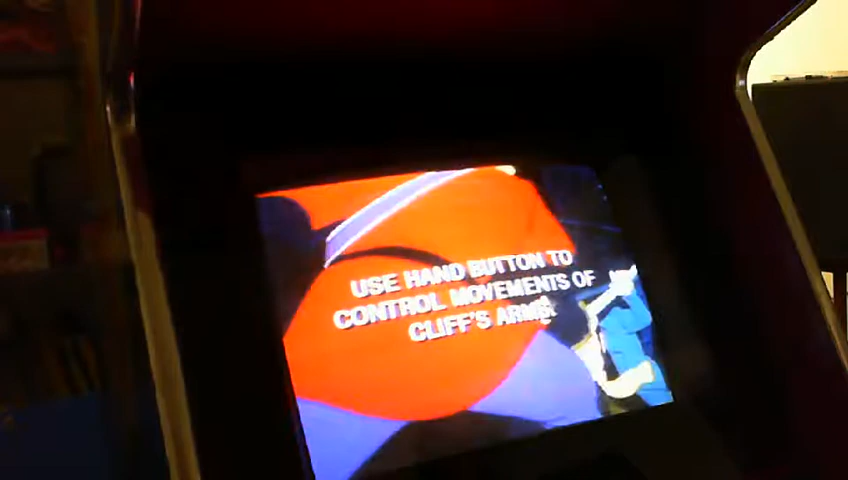 USE HAND BUTTON TO
CONTROL MOVEMENTS OF
CLIFF'S ARMS.